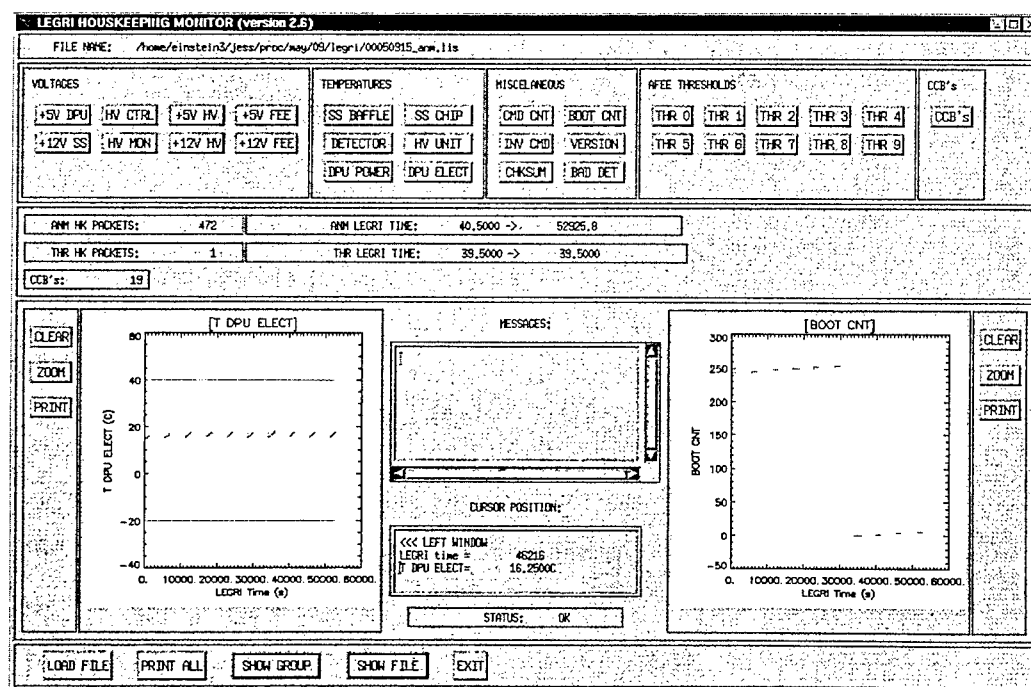 LEGRI HOUSKEEPING MONITOR (version 2.6)
FILE NAME: /home/einstein3/jess/proc/may/09/legri/00050915_anm.lis
VOLTAGES
+5V DPU HV CTRL +5V HV +5V FEE
+12V SS HV MON +12V HV +12V FEE
TEMPERATURES
SS BAFFLE SS CHIP
DETECTOR HV UNIT
DPU POWER DPU ELECT
MISCELANEOUS
CMD CNT BOOT CNT
INV CMD VERSION
CHKSUM BAD DET
AFEE THRESHOLDS
THR 0 THR 1 THR 2 THR 3 THR 4
THR 5 THR 6 THR 7 THR 8 THR 9
CCB's
CCB's
ANM HK PACKETS: 472 ANM LEGRI TIME: 40.5000 -> 52925.8
THR HK PACKETS: 1 THR LEGRI TIME: 39.5000 -> 39.5000
CCB's: 19
CLEAR
ZOOM
PRINT
[T DPU ELECT]
T DPU ELECT (C)
60
40
20
0
-20
-40
0. 10000. 20000. 30000. 40000. 50000. 60000.
LEGRI Time (s)
MESSAGES:
CURSOR POSITION:
<<< LEFT WINDOW
LEGRI time = 46216
T DPU ELECT= 16.2500C
STATUS: OK
[BOOT CNT]
BOOT CNT
300
250
200
150
100
50
0
-50
0. 10000. 20000. 30000. 40000. 50000. 60000.
LEGRI Time (s)
CLEAR
ZOOM
PRINT
LOAD FILE PRINT ALL SHOW GROUP SHOW FILE EXIT